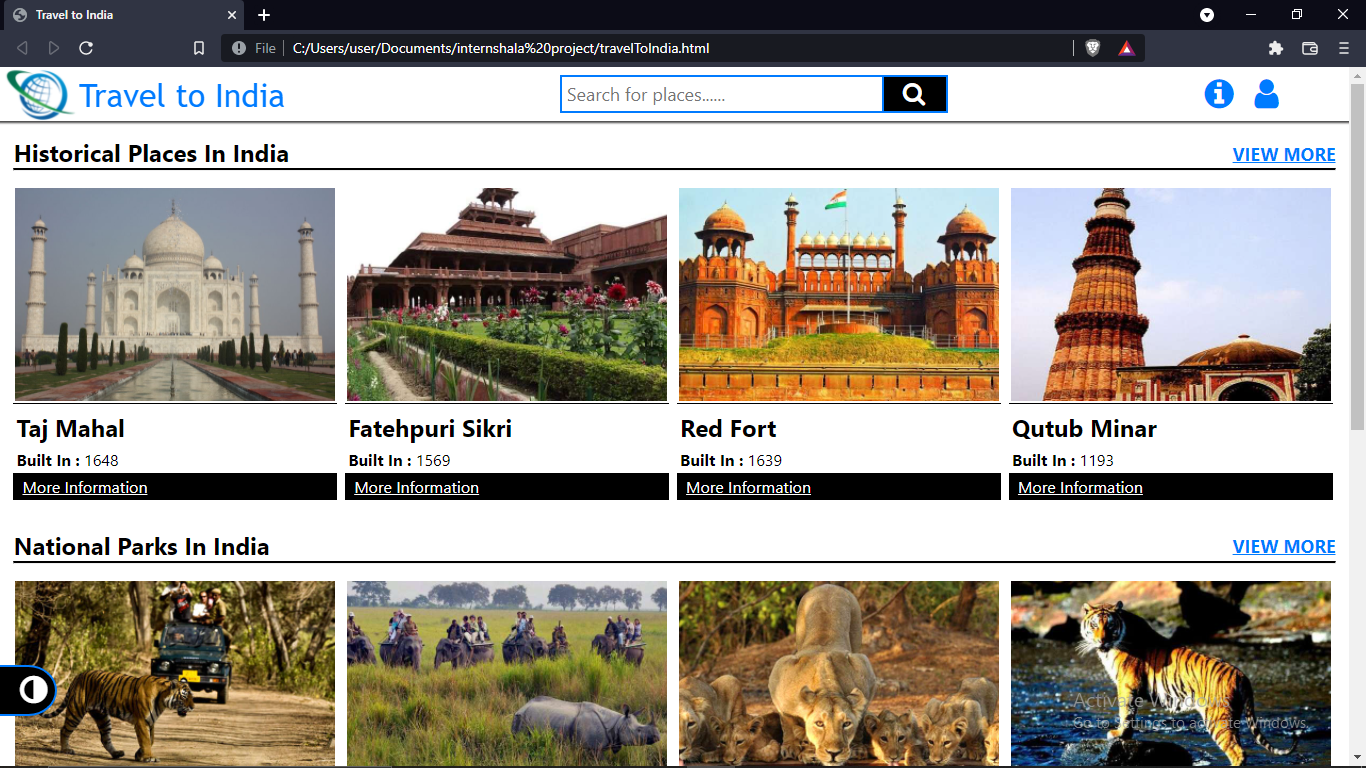 Travel to India
File
C:/Users/user/Documents/internshala%20project/travelToIndia.html
Travel to India
Search for places......
Historical Places In India
VIEW MORE
Taj Mahal
Fatehpuri Sikri
Red Fort
Qutub Minar
Built In : 1648
Built In : 1569
Built In : 1639
Built In : 1193
More Information
More Information
More Information
More Information
National Parks In India
VIEW MORE
Activate Windows
Go to Settings to activate Windows.